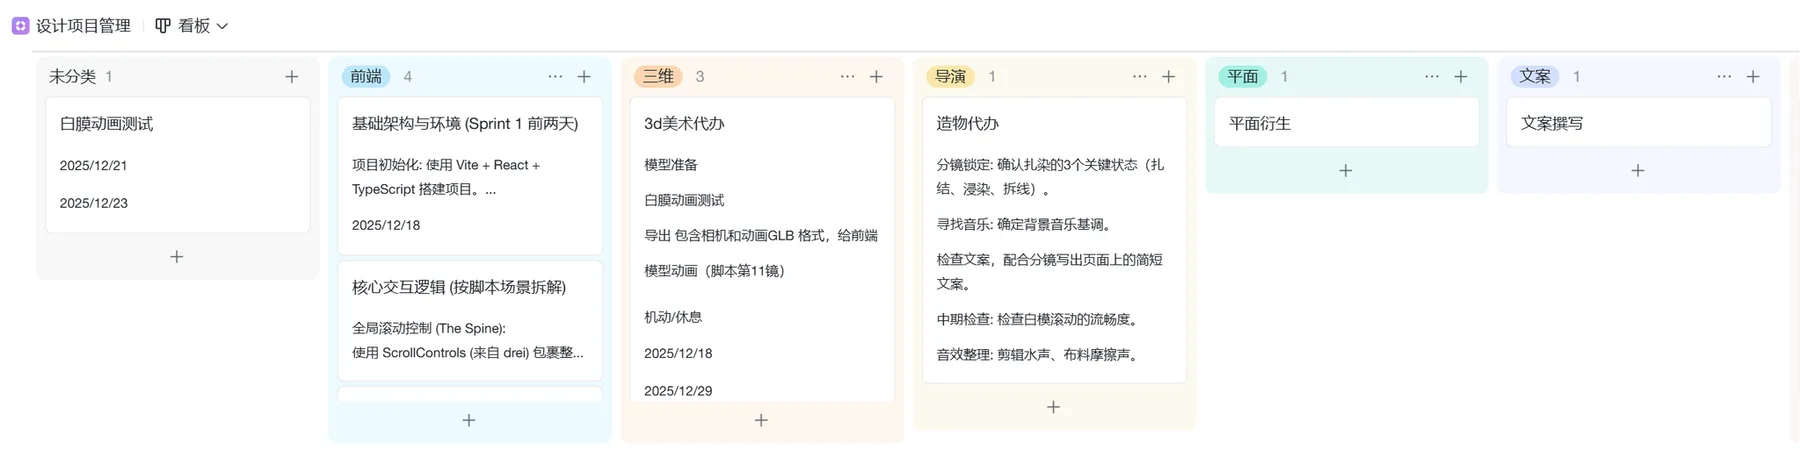 设计项目管理
看板
未分类 1
白膜动画测试
2025/12/21
2025/12/23
前端 4
基础架构与环境 (Sprint 1 前两天)
项目初始化: 使用 Vite + React +
TypeScript 搭建项目。...
2025/12/18
核心交互逻辑 (按脚本场景拆解)
全局滚动控制 (The Spine):
使用 ScrollControls (来自 drei) 包裹整...
三维 3
3d美术代办
模型准备
白膜动画测试
导出 包含相机和动画GLB 格式，给前端
模型动画（脚本第11镜）
机动/休息
2025/12/18
2025/12/29
导演 1
造物代办
分镜锁定: 确认扎染的3个关键状态（扎
结、浸染、拆线）。
寻找音乐: 确定背景音乐基调。
检查文案，配合分镜写出页面上的简短
文案。
中期检查: 检查白模滚动的流畅度。
音效整理: 剪辑水声、布料摩擦声。
平面 1
平面衍生
文案 1
文案撰写